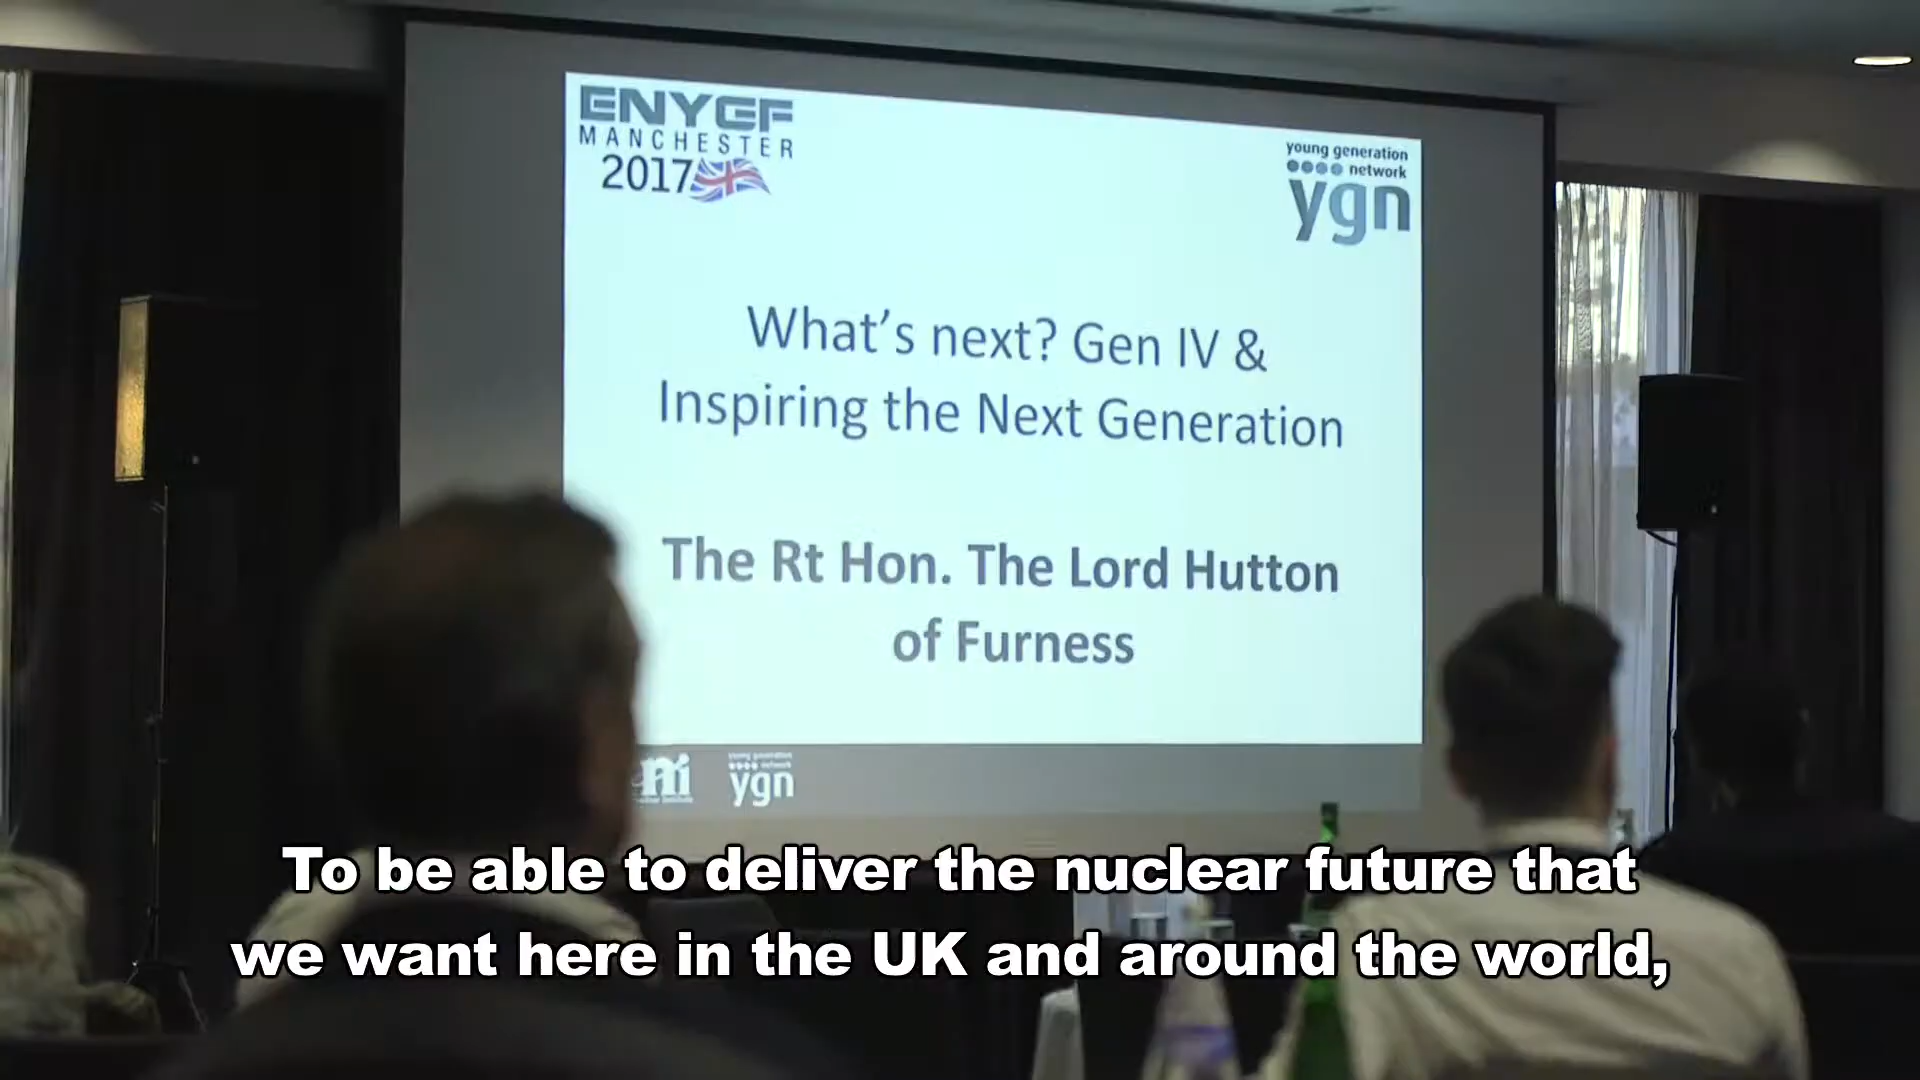 ENYGF
MANCHESTER
2017
young generation
network
ygn
What's next? Gen IV &
Inspiring the Next Generation
The Rt Hon. The Lord Hutton
of Furness
ygn
To be able to deliver the nuclear future that
we want here in the UK and around the world,